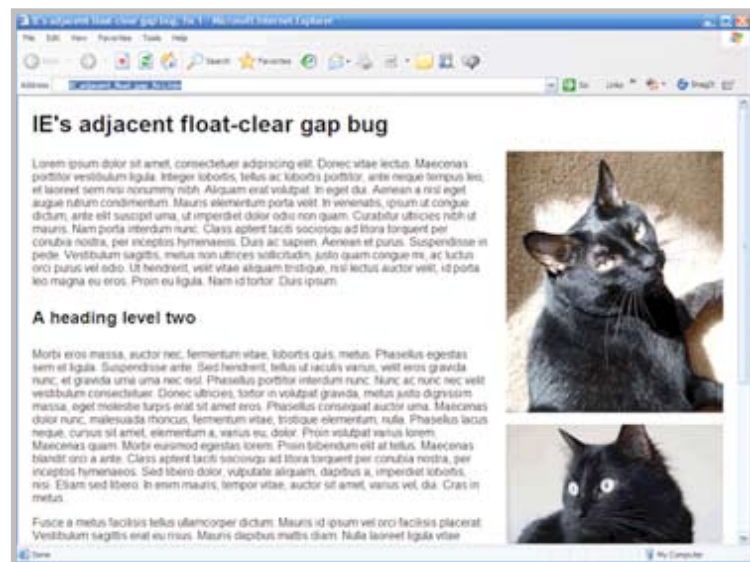 IE's adjacent float-clear gap bug, fix 1 - Microsoft Internet Explorer
File Edit View Favorites Tools Help
Search Favorites
Address IE_adjacent_float_gap_fix1.htm Go Links SnagIt
IE's adjacent float-clear gap bug
Lorem ipsum dolor sit amet, consectetuer adipiscing elit. Donec vitae lectus. Maecenas
porttitor vestibulum ligula. Integer lobortis, tellus ac lobortis porttitor, ante neque tempus leo,
et laoreet sem nisi nonummy nibh. Aliquam erat volutpat. In eget dui. Aenean a nisl eget
augue rutrum condimentum. Mauris elementum porta velit. In venenatis, ipsum ut congue
dictum, ante elit suscipit urna, ut imperdiet dolor odio non quam. Curabitur ultricies nibh ut
mauris. Nam porta interdum nunc. Class aptent taciti sociosqu ad litora torquent per
conubia nostra, per inceptos hymenaeos. Duis ac sapien. Aenean et purus. Suspendisse in
pede. Vestibulum sagittis, metus non ultrices sollicitudin, justo quam congue mi, ac luctus
orci purus vel odio. Ut hendrerit, velit vitae aliquam tristique, nisl lectus auctor velit, id porta
leo magna eu eros. Proin eu ligula. Nam id tortor. Duis ipsum.
A heading level two
Morbi eros massa, auctor nec, fermentum vitae, lobortis quis, metus. Phasellus egestas
sem et ligula. Suspendisse ante. Sed hendrerit, tellus ut iaculis varius, velit eros gravida
nunc, et gravida urna urna nec nisl. Phasellus porttitor interdum nunc. Nunc ac nunc nec velit
vestibulum consectetuer. Donec ultricies, tortor in volutpat gravida, metus justo dignissim
massa, eget molestie turpis erat sit amet eros. Phasellus consequat auctor urna. Maecenas
dolor nunc, malesuada rhoncus, fermentum vitae, tristique elementum, nulla. Phasellus lacus
neque, cursus sit amet, elementum a, varius eu, dolor. Proin volutpat varius lorem.
Maecenas quam. Morbi euismod egestas lorem. Proin bibendum elit at tellus. Maecenas
blandit orci a ante. Class aptent taciti sociosqu ad litora torquent per conubia nostra, per
inceptos hymenaeos. Sed libero dolor, vulputate aliquam, dapibus a, imperdiet lobortis,
nisi. Etiam sed libero. In enim mauris, tempor vitae, auctor sit amet, varius vel, dui. Cras in
metus.
Fusce a metus facilisis tellus ullamcorper dictum. Mauris id ipsum vel orci facilisis placerat.
Vestibulum sagittis erat eu risus. Mauris dapibus mattis diam. Nulla laoreet ligula vitae
Done My Computer